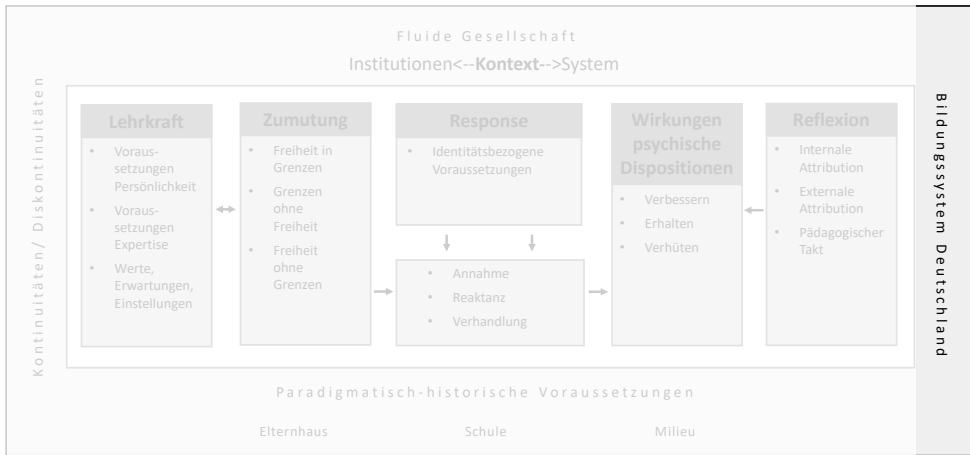 Fluide Gesellschaft
Institutionen<--Kontext-->System
Kontinuitäten/ Diskontinuitäten
Lehrkraft
• Voraus-
setzungen
Persönlichkeit
• Voraus-
setzungen
Expertise
• Werte,
Erwartungen,
Einstellungen
Zumutung
• Freiheit in
Grenzen
• Grenzen
ohne
Freiheit
• Freiheit
ohne
Grenzen
Response
• Identitätsbezogene
Voraussetzungen
• Annahme
• Reaktanz
• Verhandlung
Wirkungen
psychische
Dispositionen
• Verbessern
• Erhalten
• Verhüten
Reflexion
• Internale
Attribution
• Externale
Attribution
• Pädagogischer
Takt
Bildungssystem Deutschland
Paradigmatisch-historische Voraussetzungen
Elternhaus Schule Milieu